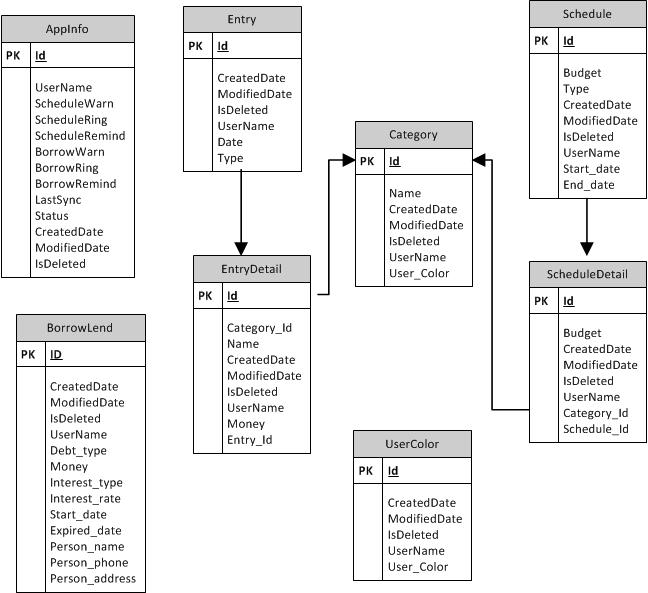 AppInfo
PK Id
UserName
ScheduleWarn
ScheduleRing
ScheduleRemind
BorrowWarn
BorrowRing
BorrowRemind
LastSync
Status
CreatedDate
ModifiedDate
IsDeleted
Entry
PK Id
CreatedDate
ModifiedDate
IsDeleted
UserName
Date
Type
Category
PK Id
Name
CreatedDate
ModifiedDate
IsDeleted
UserName
User_Color
Schedule
PK Id
Budget
Type
CreatedDate
ModifiedDate
IsDeleted
UserName
Start_date
End_date
BorrowLend
PK ID
CreatedDate
ModifiedDate
IsDeleted
UserName
Debt_type
Money
Interest_type
Interest_rate
Start_date
Expired_date
Person_name
Person_phone
Person_address
EntryDetail
PK Id
Category_Id
Name
CreatedDate
ModifiedDate
IsDeleted
UserName
Money
Entry_Id
UserColor
PK Id
CreatedDate
ModifiedDate
IsDeleted
UserName
User_Color
ScheduleDetail
PK Id
Budget
CreatedDate
ModifiedDate
IsDeleted
UserName
Category_Id
Schedule_Id